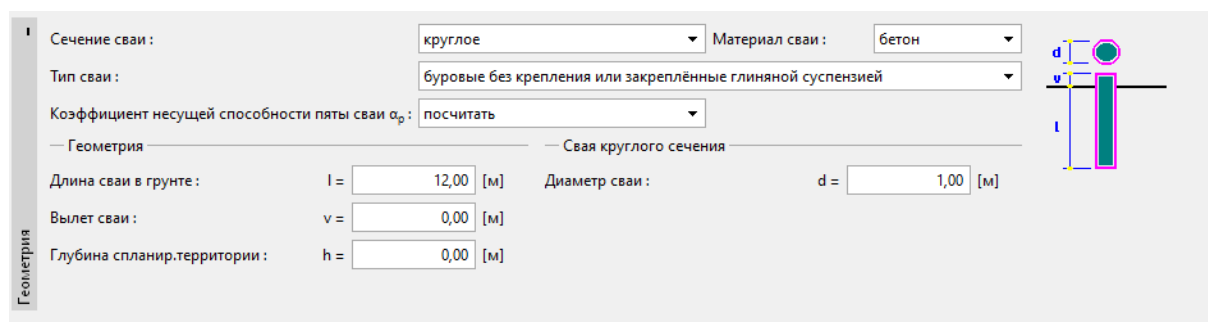 Сечение сваи : круглое Материал сваи : бетон
Тип сваи : буровые без крепления или закреплённые глиняной суспензией
Коэффициент несущей способности пяты сваи αp : посчитать
Геометрия Свая круглого сечения
Длина сваи в грунте : l = 12,00 [м] Диаметр сваи : d = 1,00 [м]
Вылет сваи : v = 0,00 [м]
Глубина спланир.территории : h = 0,00 [м]
Геометрия
d
v
l